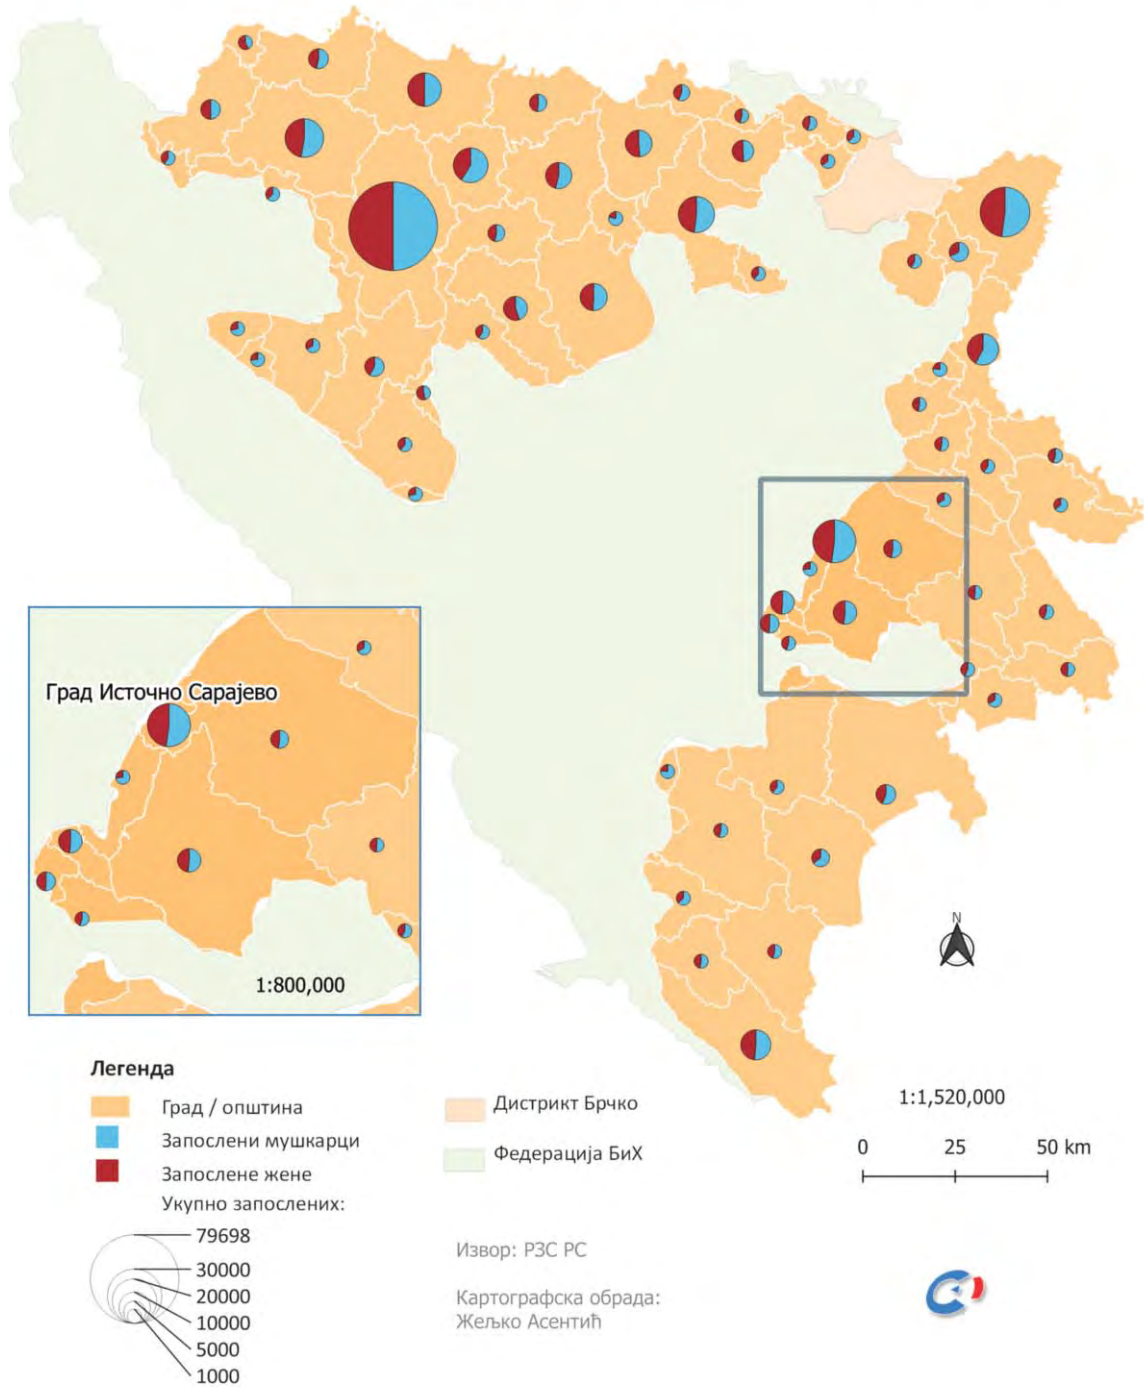 Град Источно Сарајево
1:800,000
N
Легенда
Град / општина
Запослени мушкарци
Запослене жене
Укупно запослених:
79698
30000
20000
10000
5000
1000
Дистрикт Брчко
Федерација БиХ
Извор: РЗС РС
Картографска обрада:
Жељко Асентић
1:1,520,000
0 25 50 km